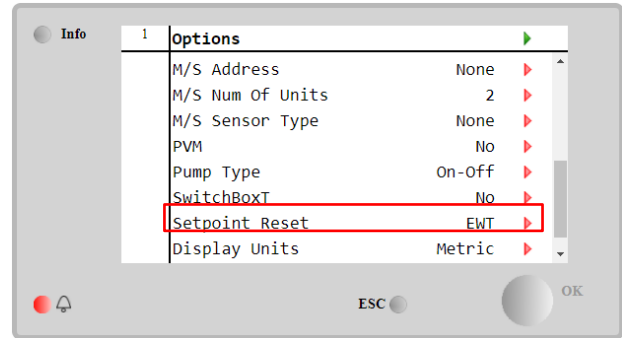 Info
1 Options
M/S Address None
M/S Num Of Units 2
M/S Sensor Type None
PVM No
Pump Type On-Off
SwitchBoxT No
Setpoint Reset EWT
Display Units Metric
ESC
OK